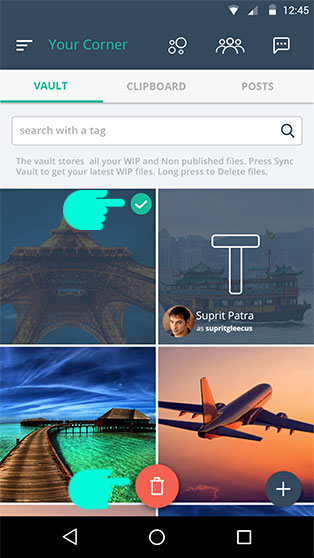 12:45
Your Corner
VAULT CLIPBOARD POSTS
search with a tag
The vault stores all your WIP and Non published files. Press Sync
Vault to get your latest WIP files. Long press to Delete files.
T
Suprit Patra
as supritgleecus